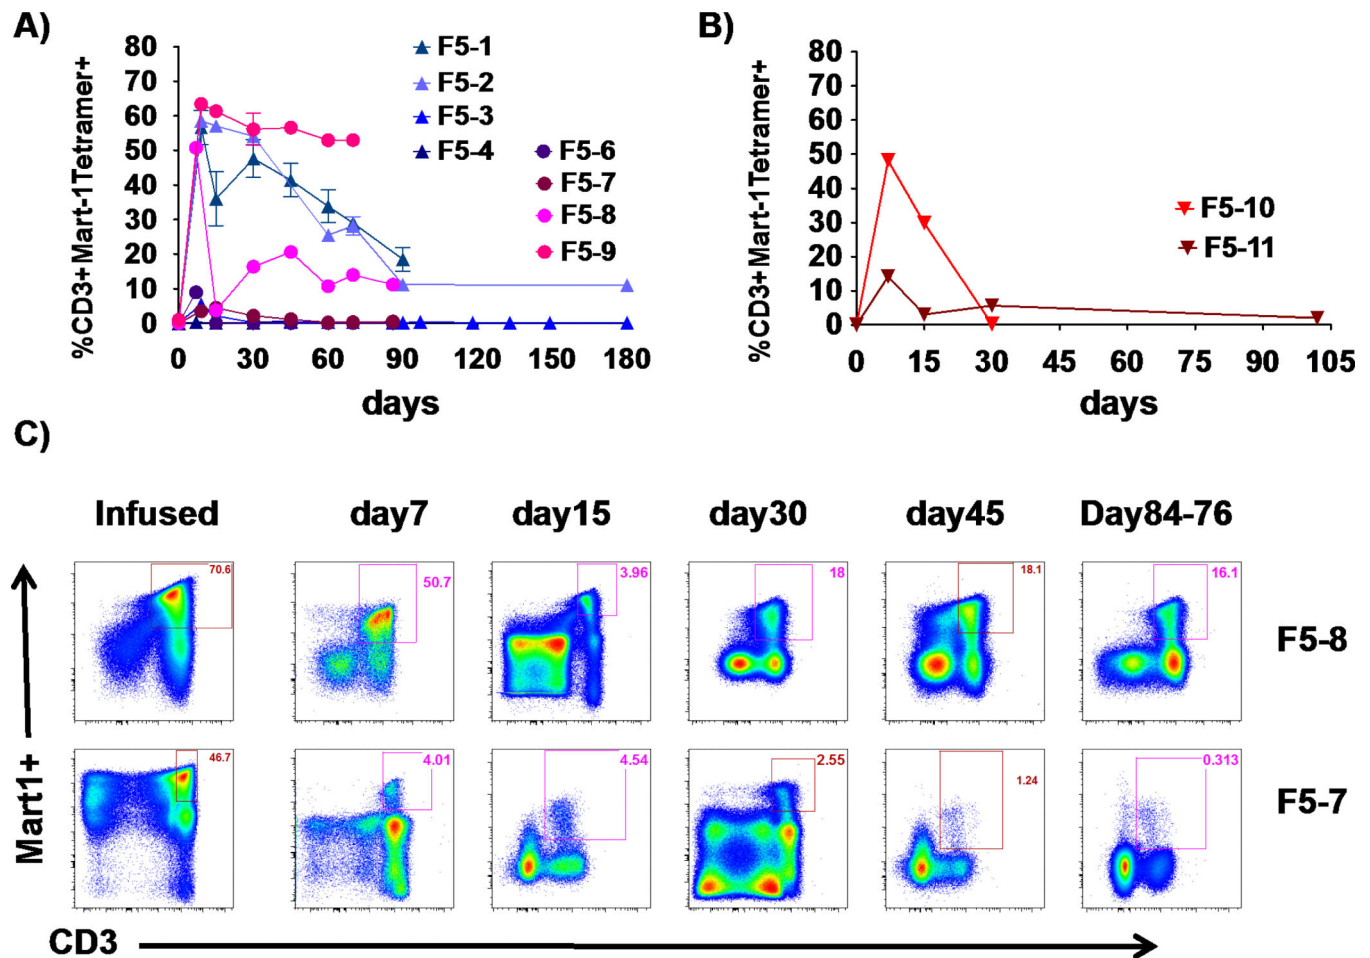 A)
%CD3+Mart-1Tetramer+
80
70
60
50
40
30
20
10
0
0 30 60 90 120 150 180
days
F5-1
F5-2
F5-3
F5-4
F5-6
F5-7
F5-8
F5-9
B)
%CD3+Mart-1Tetramer+
80
70
60
50
40
30
20
10
0
0 15 30 45 60 75 90 105
days
F5-10
F5-11
C)
Infused day7 day15 day30 day45 Day84-76
70.6 50.7 3.96 18 18.1 16.1
F5-8
46.7 4.01 4.54 2.55 1.24 0.313
F5-7
Mart1+
CD3